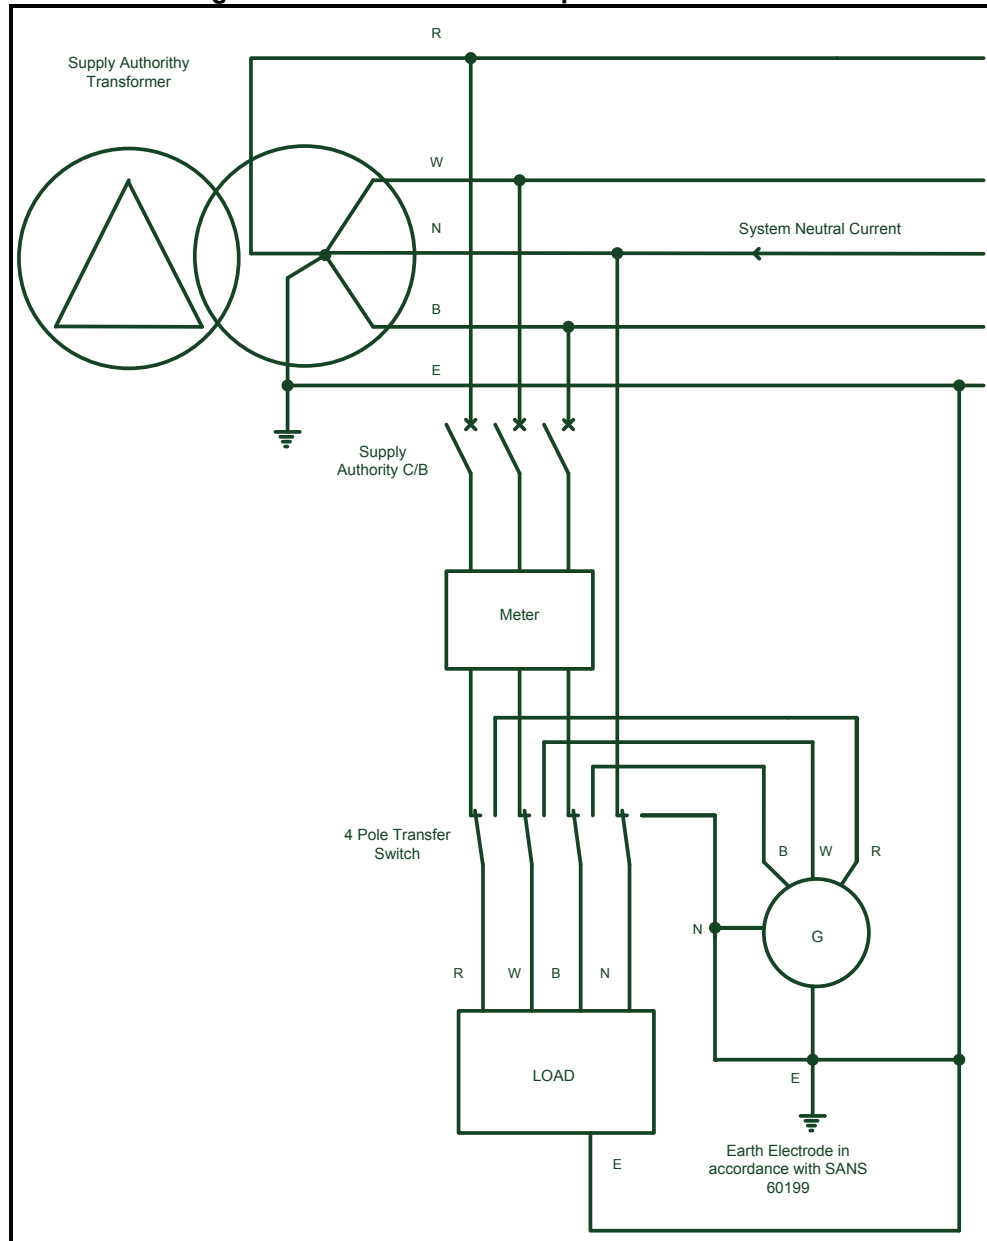 R
Supply Authorithy
Transformer
W
N
System Neutral Current
B
E
Supply
Authority C/B
Meter
4 Pole Transfer
Switch
B
W
R
N
G
R
W
B
N
LOAD
E
Earth Electrode in
accordance with SANS
60199
E